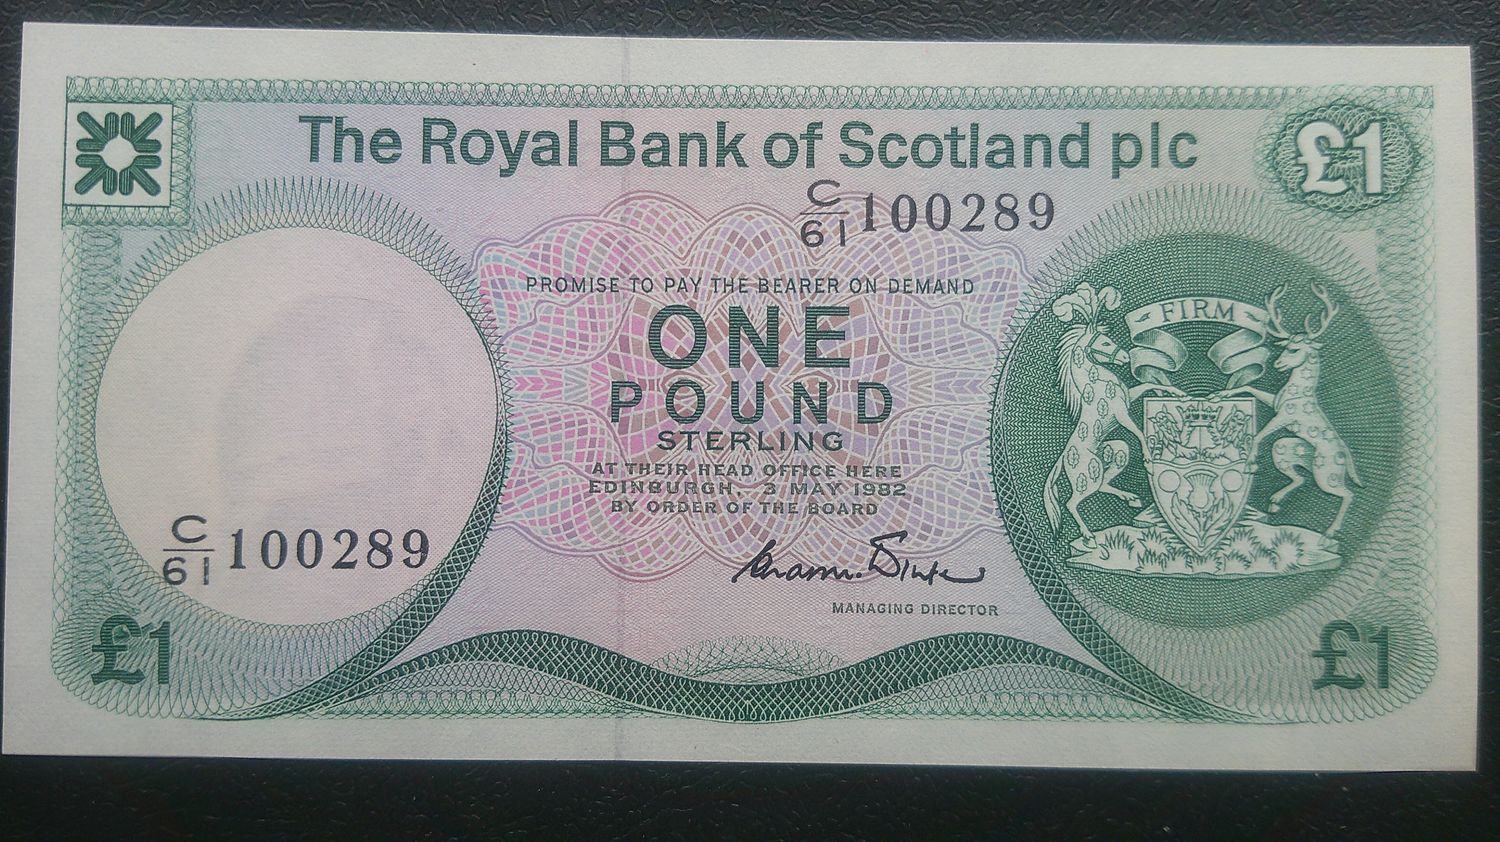 The Royal Bank of Scotland plc
£1
C/61 100289
PROMISE TO PAY THE BEARER ON DEMAND
ONE
POUND
STERLING
AT THEIR HEAD OFFICE HERE
EDINBURGH, 3 MAY 1982
BY ORDER OF THE BOARD
MANAGING DIRECTOR
FIRM
C/61 100289
£1
£1